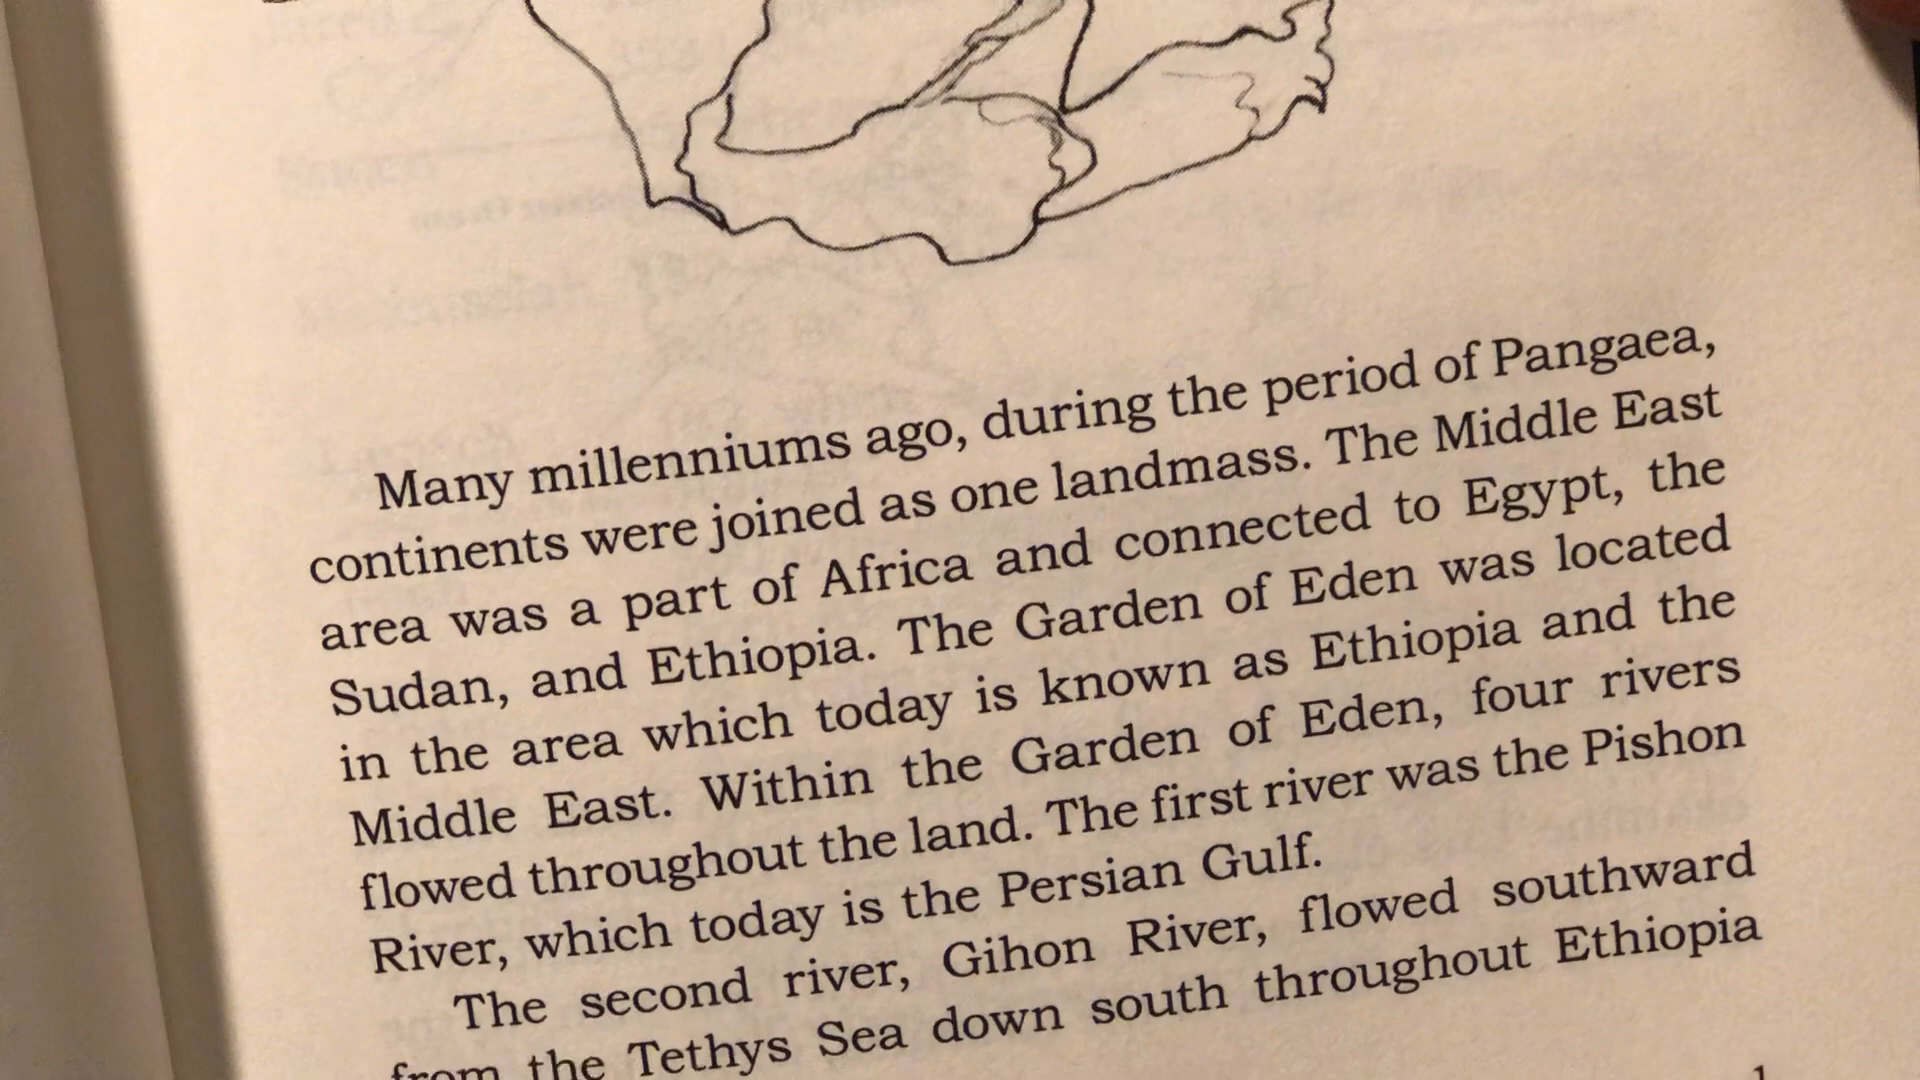 Many millenniums ago, during the period of Pangaea,
continents were joined as one landmass. The Middle East
area was a part of Africa and connected to Egypt, the
Sudan, and Ethiopia. The Garden of Eden was located
in the area which today is known as Ethiopia and the
Middle East. Within the Garden of Eden, four rivers
flowed throughout the land. The first river was the Pishon
River, which today is the Persian Gulf.
The second river, Gihon River, flowed southward
from the Tethys Sea down south throughout Ethiopia